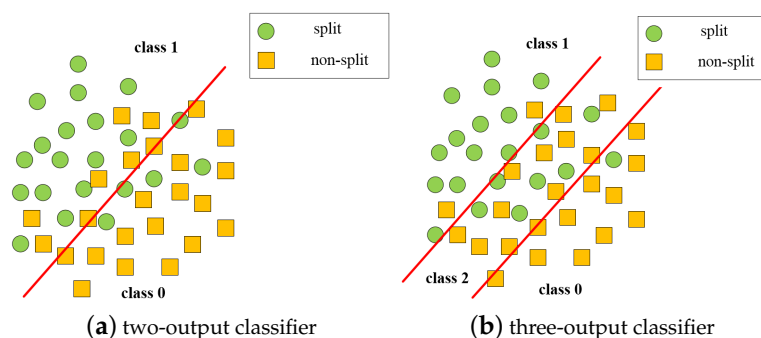 class 1
split
non-split
class 0
(a) two-output classifier
class 1
split
non-split
class 2
class 0
(b) three-output classifier